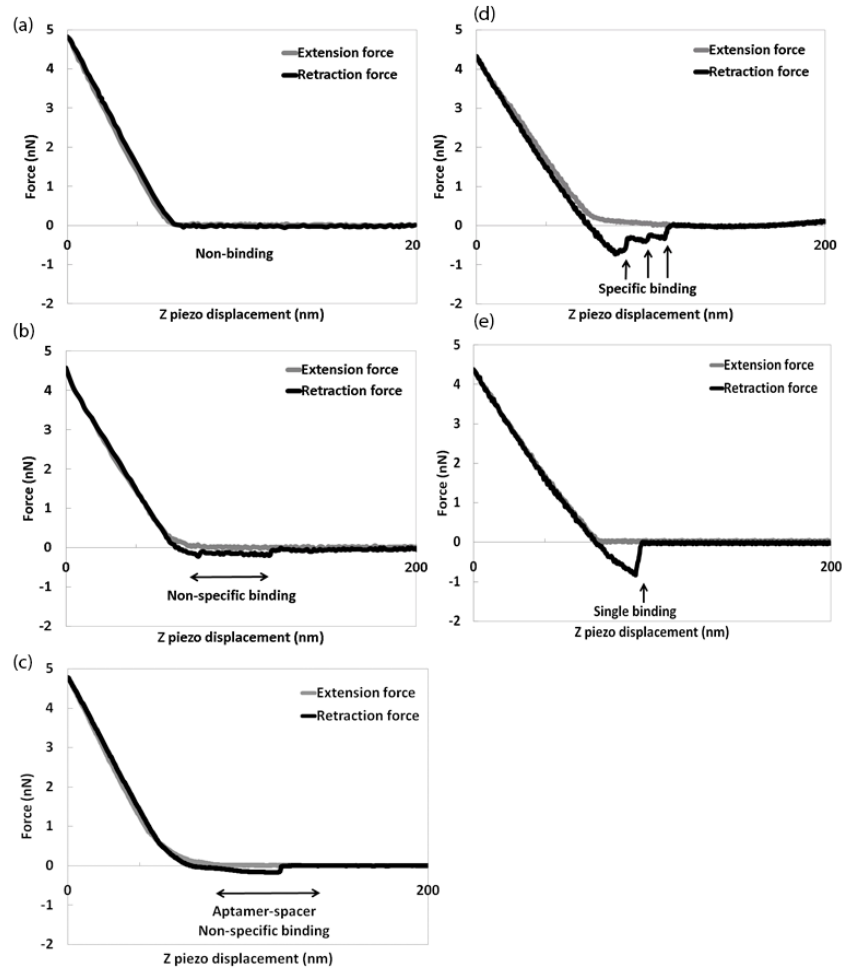 (a)
5
4
3
2
1
0
-1
-2
Force (nN)
Extension force
Retraction force
0
20
Non-binding
Z piezo displacement (nm)
(b)
5
4
3
2
1
0
-1
-2
Force (nN)
Extension force
Retraction force
0
200
Non-specific binding
Z piezo displacement (nm)
(c)
5
4
3
2
1
0
-1
-2
Force (nN)
Extension force
Retraction force
0
200
Aptamer-spacer
Non-specific binding
Z piezo displacement (nm)
(d)
5
4
3
2
1
0
-1
-2
Force (nN)
Extension force
Retraction force
0
200
Specific binding
Z piezo displacement (nm)
(e)
5
4
3
2
1
0
-1
-2
Force (nN)
Extension force
Retraction force
0
200
Single binding
Z piezo displacement (nm)